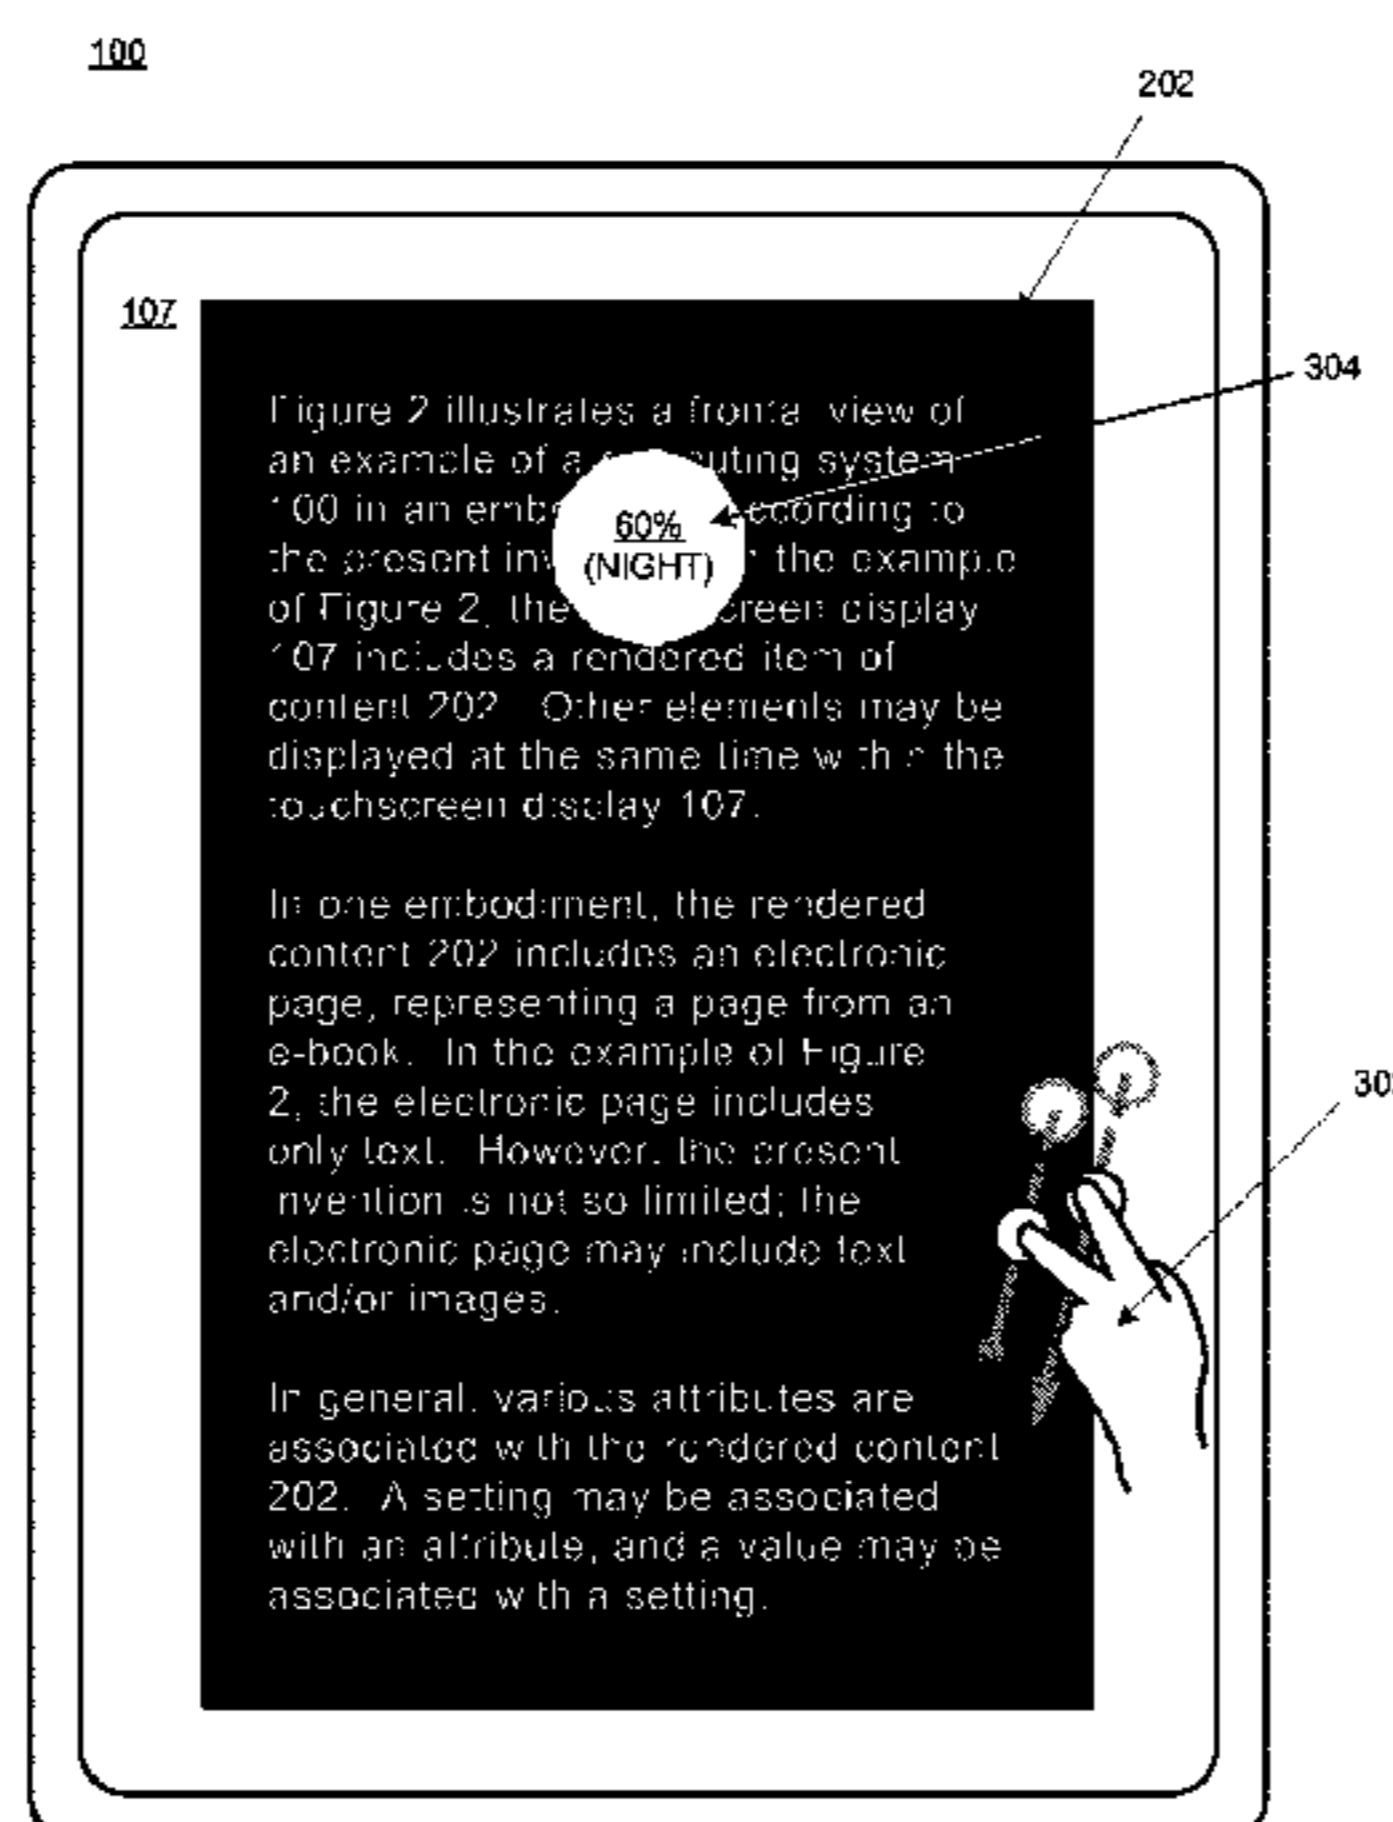 100
202
107
304
Figure 2 illustrates a frontal view of
an example of a uting system
100 in an emb ccording to
60%
the present inv the example
(NIGHT)
of Figure 2, the creen display
107 includes a rendered item of
content 202. Other elements may be
displayed at the same time within the
touchscreen display 107.
In one embodiment, the rendered
content 202 includes an electronic
page, representing a page from an
e-book. In the example of Figure
30
2, the electronic page includes
only text. However, the present
invention is not so limited; the
electronic page may include text
and/or images.
In general, various attributes are
associated with the rendered content
202. A setting may be associated
with an attribute, and a value may be
associated with a setting.